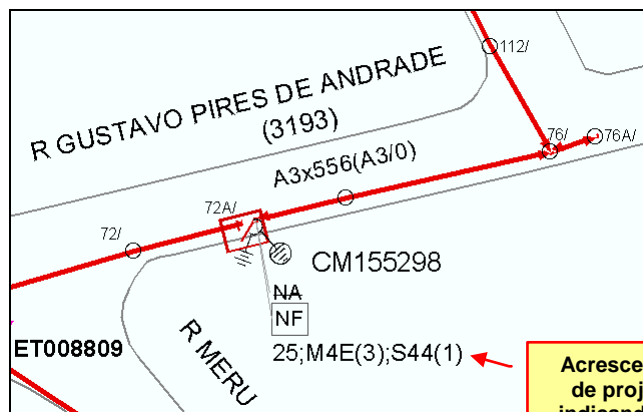 112/
R GUSTAVO PIRES DE ANDRADE
(3193)
76/
76A/
A3x556(A3/0)
72A/
72/
CM155298
NA
NF
ET008809
R MERU
25;M4E(3);S44(1)
Acresce
de proj
indicand